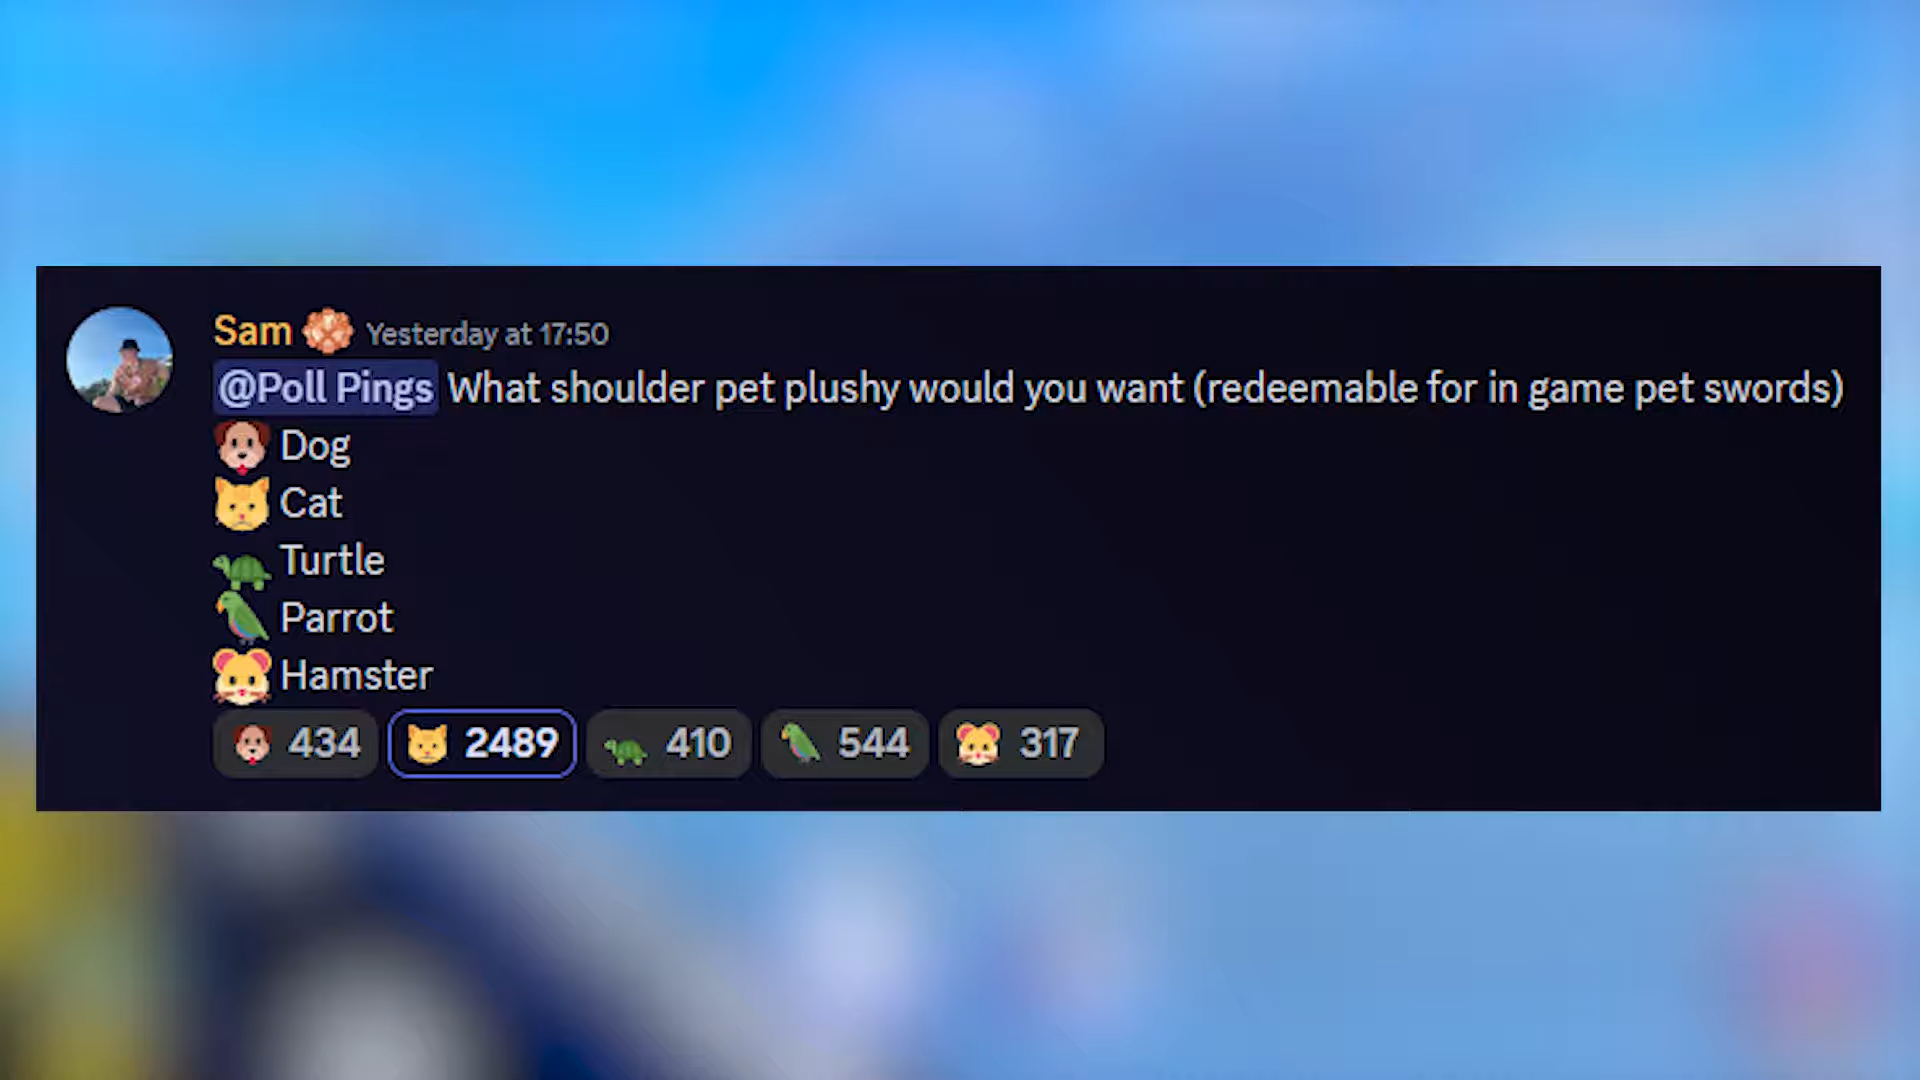 Sam Yesterday at 17:50
@Poll Pings What shoulder pet plushy would you want (redeemable for in game pet swords)
Dog
Cat
Turtle
Parrot
Hamster
434 2489 410 544 317